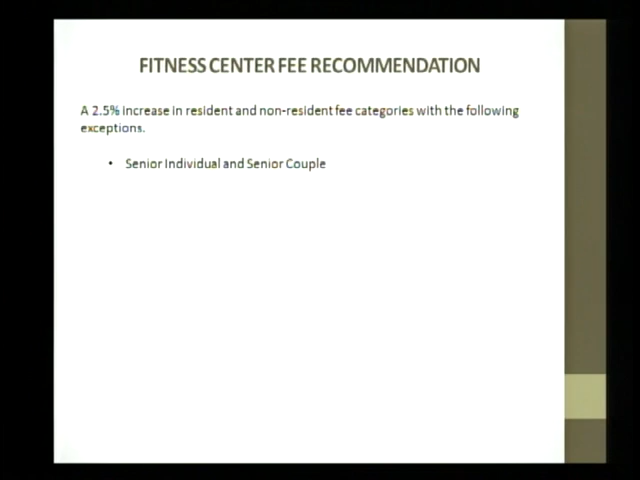 FITNESS CENTER FEE RECOMMENDATION
A 2.5% increase in resident and non-resident fee categories with the following
exceptions.
• Senior Individual and Senior Couple